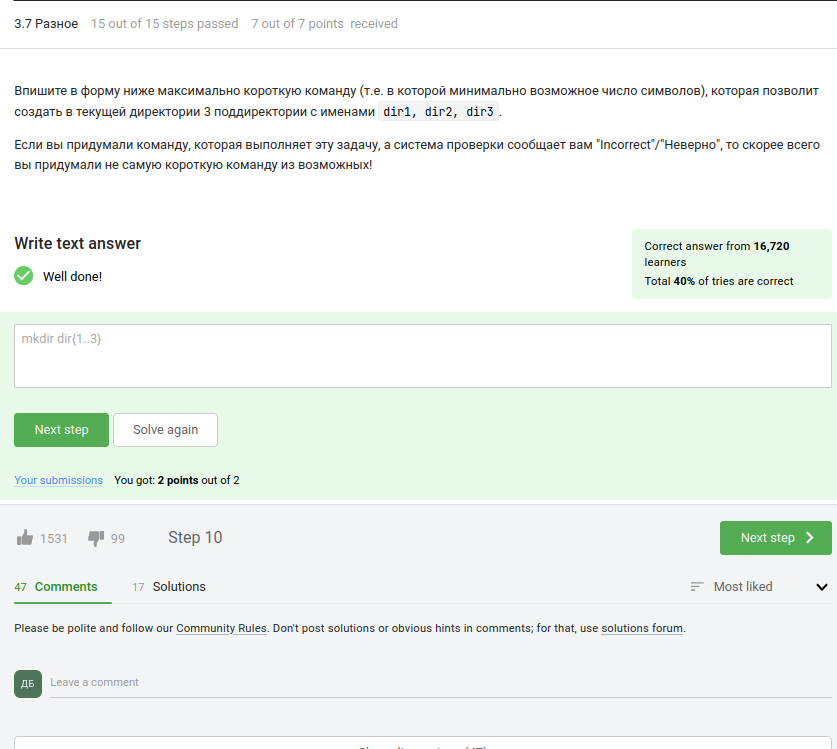 3.7 Разное 15 out of 15 steps passed 7 out of 7 points received
Впишите в форму ниже максимально короткую команду (т.е. в которой минимально возможное число символов), которая позволит
создать в текущей директории 3 поддиректории с именами dir1, dir2, dir3.
Если вы придумали команду, которая выполняет эту задачу, а система проверки сообщает вам "Incorrect"/"Неверно", то скорее всего
вы придумали не самую короткую команду из возможных!
Write text answer
Well done!
Correct answer from 16,720
learners
Total 40% of tries are correct
mkdir dir{1..3}
Next step Solve again
Your submissions You got: 2 points out of 2
1531 99 Step 10 Next step
47 Comments 17 Solutions Most liked
Please be polite and follow our Community Rules. Don't post solutions or obvious hints in comments; for that, use solutions forum.
ДБ Leave a comment